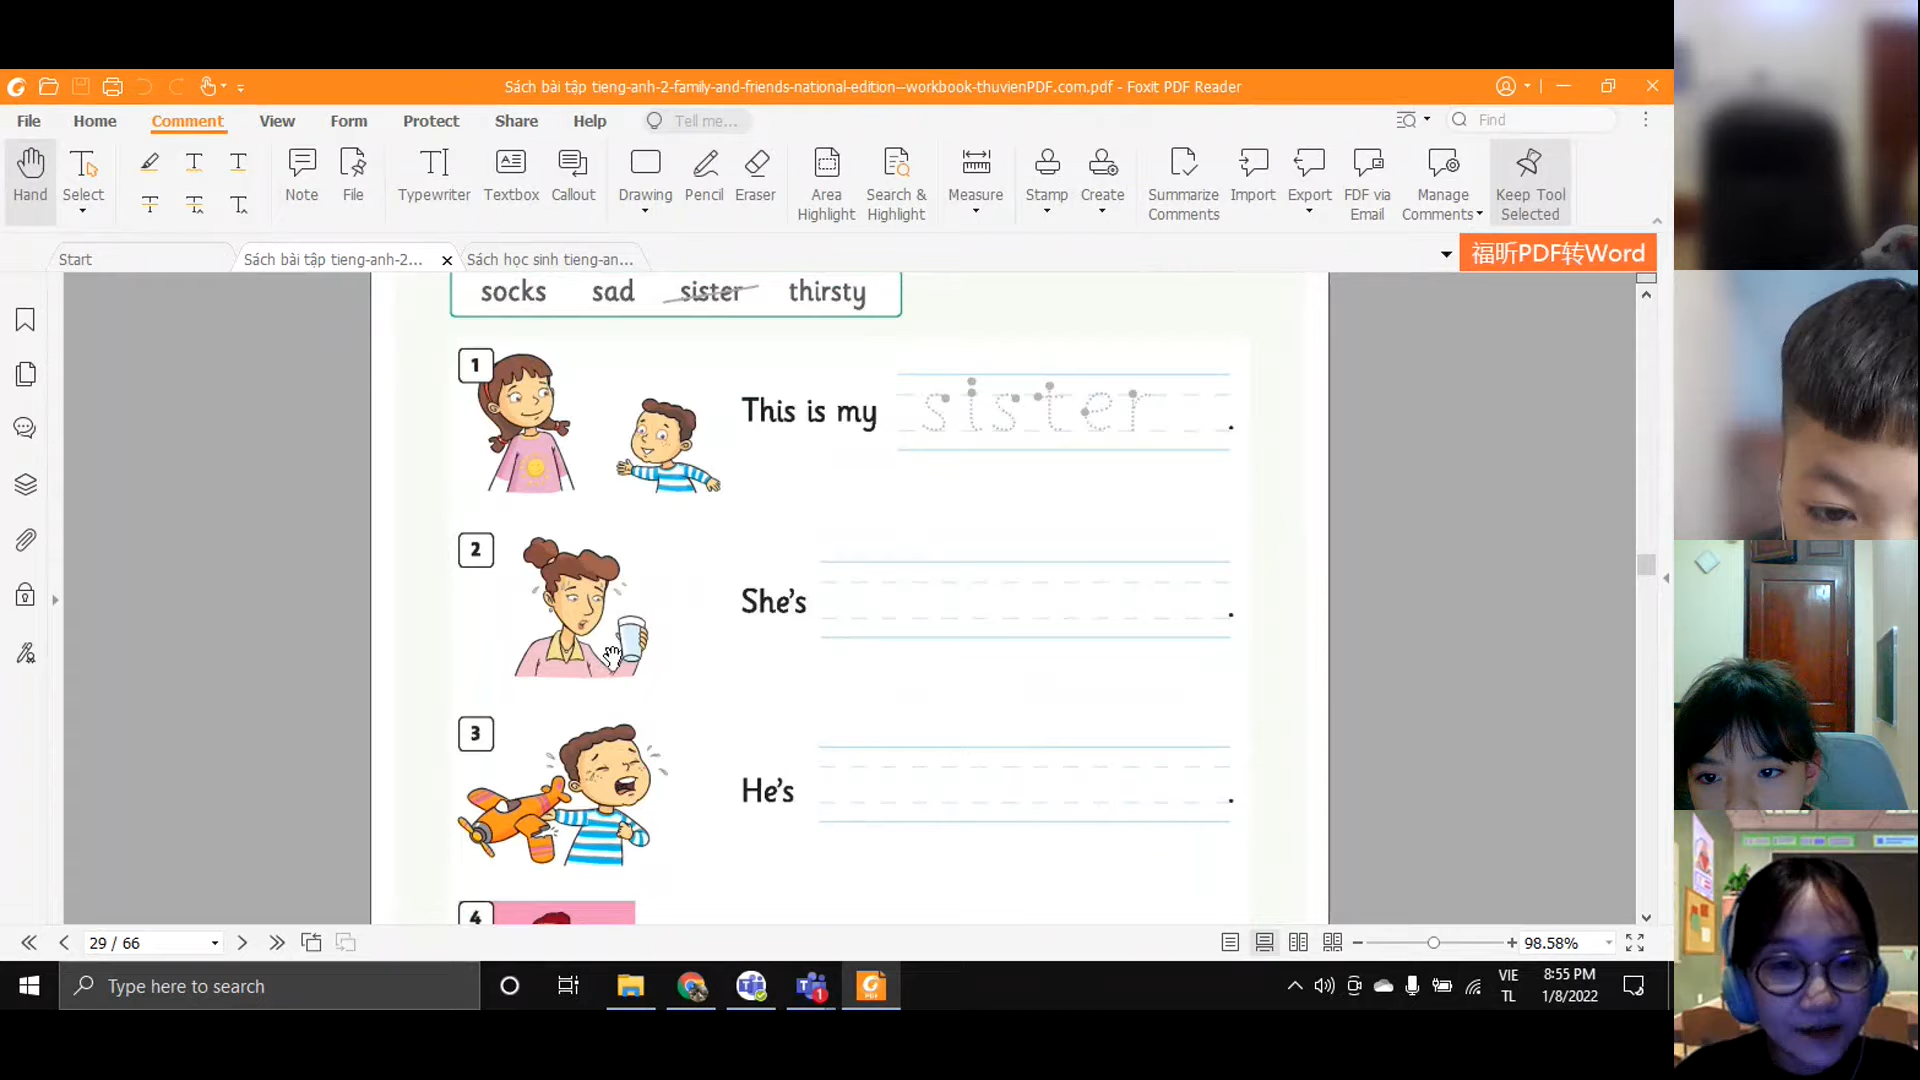 Sách bài tập tieng-anh-2-family-and-friends-national-edition--workbook-thuvienPDF.com.pdf - Foxit PDF Reader
File Home Comment View Form Protect Share Help Tell me... Find
Hand Select Note File Typewriter Textbox Callout Drawing Pencil Eraser Area Highlight Search & Highlight Measure Stamp Create Summarize Comments Import Export FDF via Email Manage Comments Keep Tool Selected
Start Sách bài tập tieng-anh-2... Sách học sinh tieng-an...
福昕PDF转Word
socks sad sister thirsty
1
This is my sister .
2
She's .
3
He's .
4
29 / 66
98.58%
Type here to search
1
VIE 8:55 PM
TL 1/8/2022